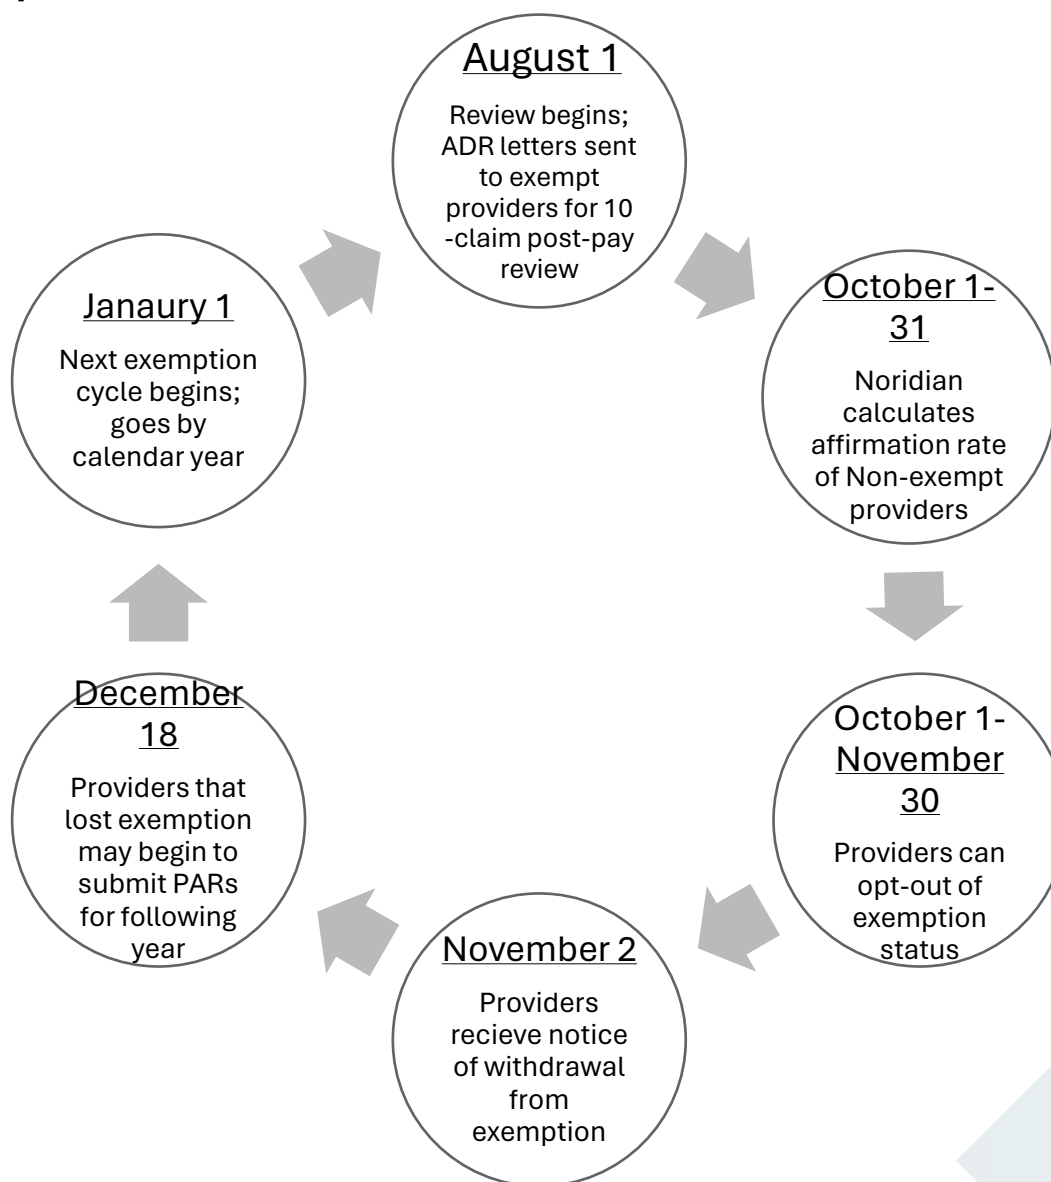 August 1
Review begins;
ADR letters sent
to exempt
providers for 10
-claim post-pay
review
October 1-
31
Noridian
calculates
affirmation rate
of Non-exempt
providers
October 1-
November
30
Providers can
opt-out of
exemption
status
November 2
Providers
recieve notice
of withdrawal
from
exemption
December
18
Providers that
lost exemption
may begin to
submit PARs
for following
year
Janaury 1
Next exemption
cycle begins;
goes by
calendar year